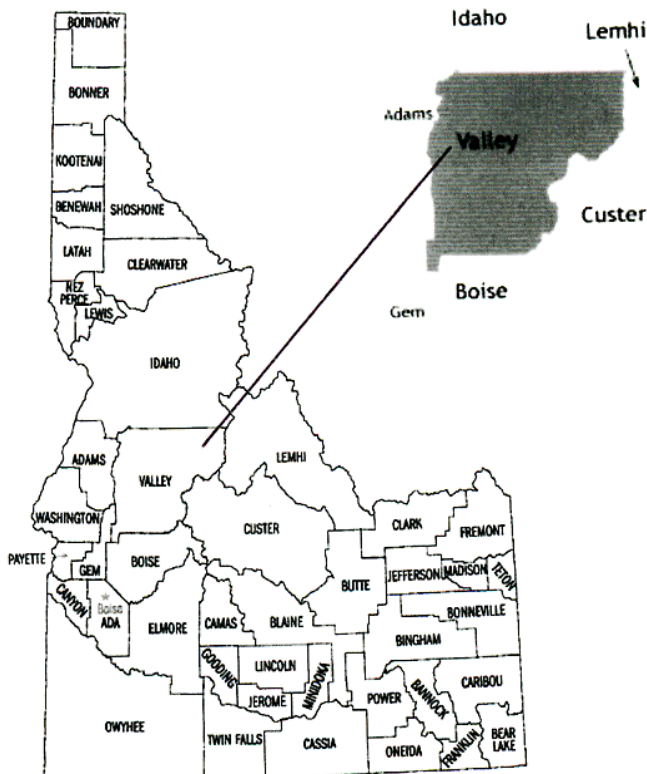 Idaho
Lemhi
Adams
Valley
Custer
Boise
Gem
BOUNDARY
BONNER
KOOTENAI
BENEWAH
SHOSHONE
LATAH
CLEARWATER
NEZ
PERCE
LEWIS
IDAHO
ADAMS
VALLEY
LEMHI
WASHINGTON
CUSTER
CLARK
FREMONT
PAYETTE
GEM
BOISE
BUTTE
JEFFERSON
MADISON
TETON
CANYON
Boise
ADA
ELMORE
CAMAS
BLAINE
BONNEVILLE
BINGHAM
GOODING
LINCOLN
JEROME
MINIDOKA
POWER
BANNOCK
CARIBOU
OWYHEE
TWIN FALLS
CASSIA
ONEIDA
FRANKLIN
BEAR
LAKE